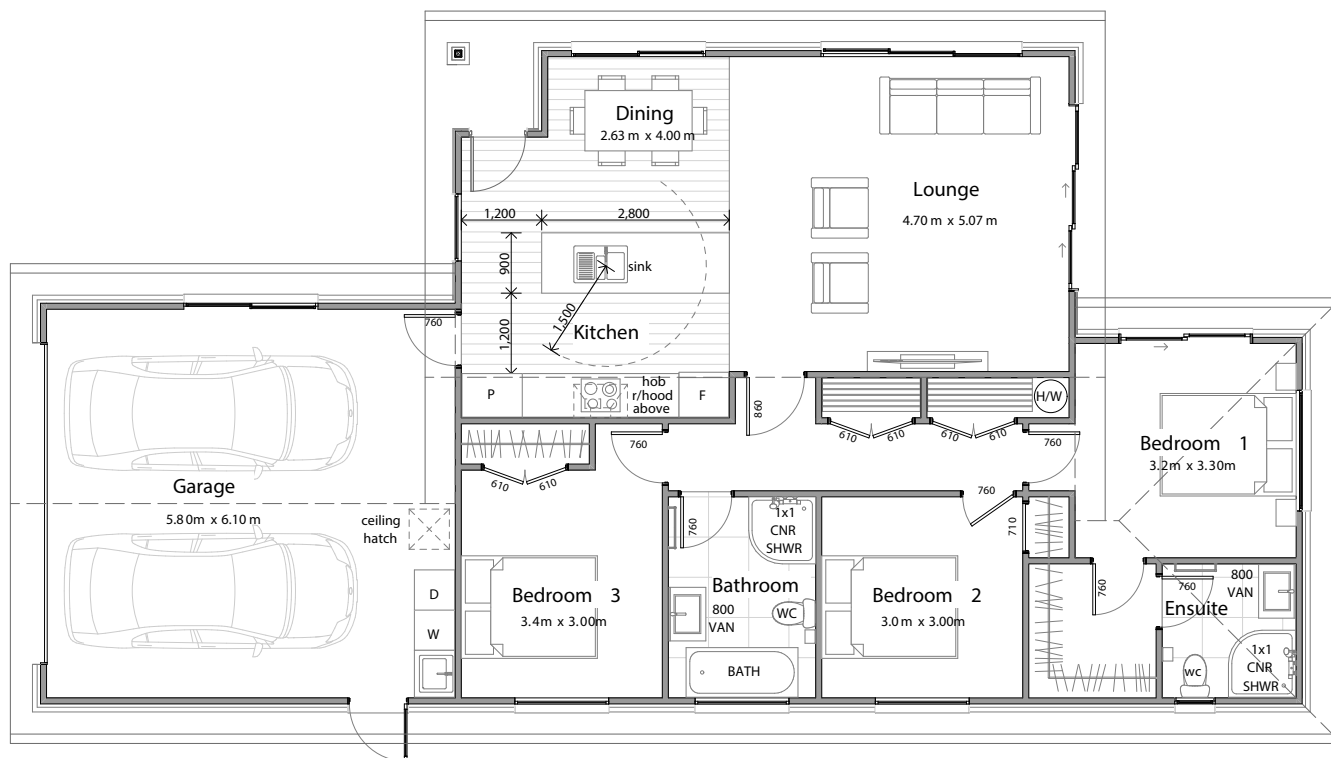 Dining
2.63 m x 4.00 m
Lounge
4.70 m x 5.07 m
1,200
2,800
900
sink
1,500
1,200
Kitchen
760
P
hob
r/hood
above
F
860
H/W
610
610
610
610
760
760
Bedroom 1
3.2m x 3.30m
610
610
760
710
Garage
5.80m x 6.10 m
ceiling
hatch
760
1x1
CNR
SHWR
D
W
Bedroom 3
3.4m x 3.00m
Bathroom
800
VAN
WC
BATH
Bedroom 2
3.0m x 3.00m
760
760
800
VAN
Ensuite
wc
1x1
CNR
SHWR